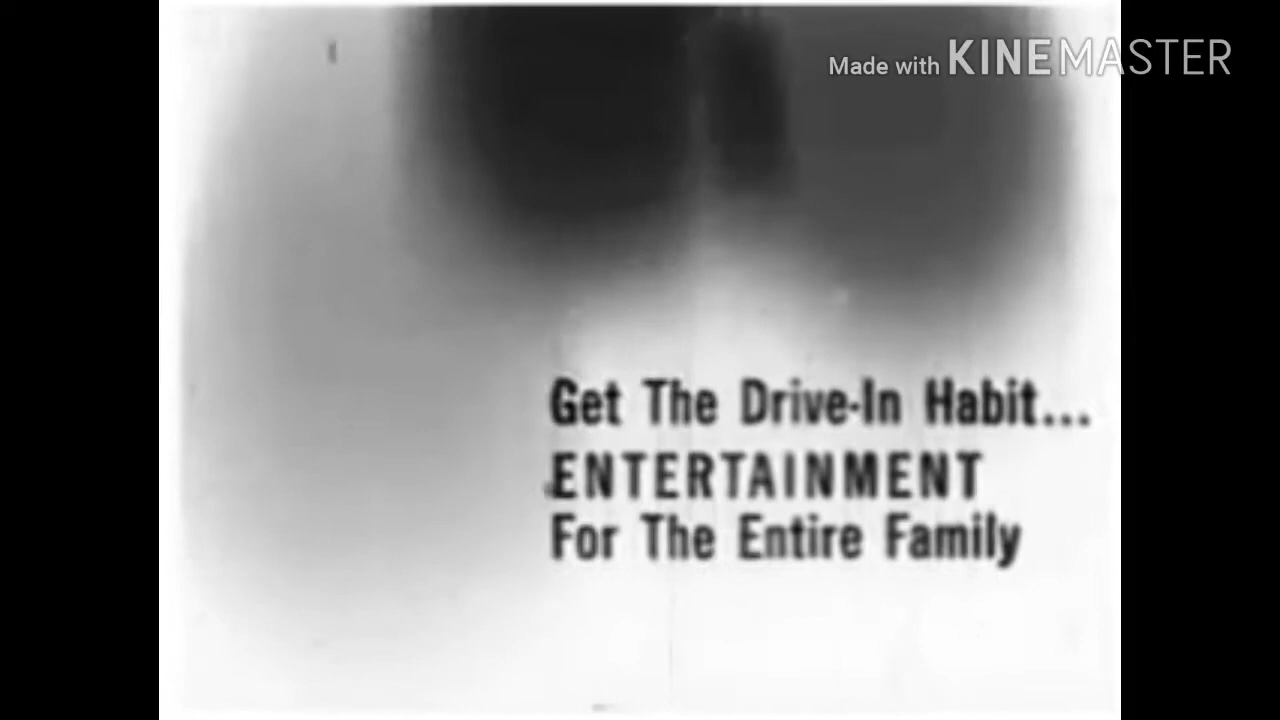 Made with KINEMASTER
Get The Drive-In Habit...
ENTERTAINMENT
For The Entire Family